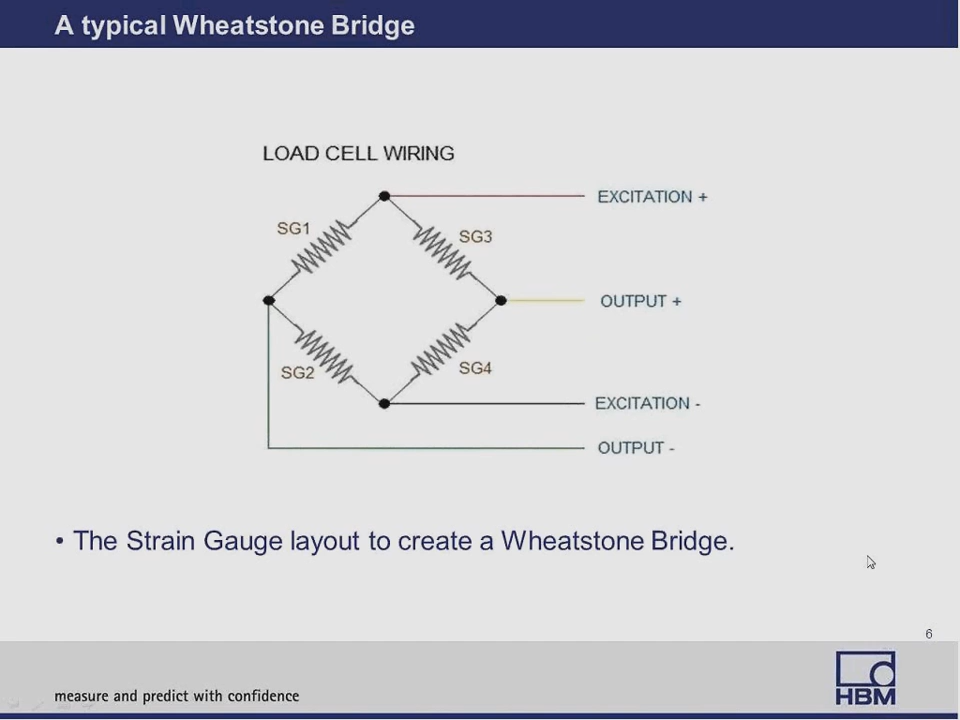 A typical Wheatstone Bridge
LOAD CELL WIRING
EXCITATION +
SG1
SG3
OUTPUT +
SG2
SG4
EXCITATION -
OUTPUT -
• The Strain Gauge layout to create a Wheatstone Bridge.
6
measure and predict with confidence
HBM